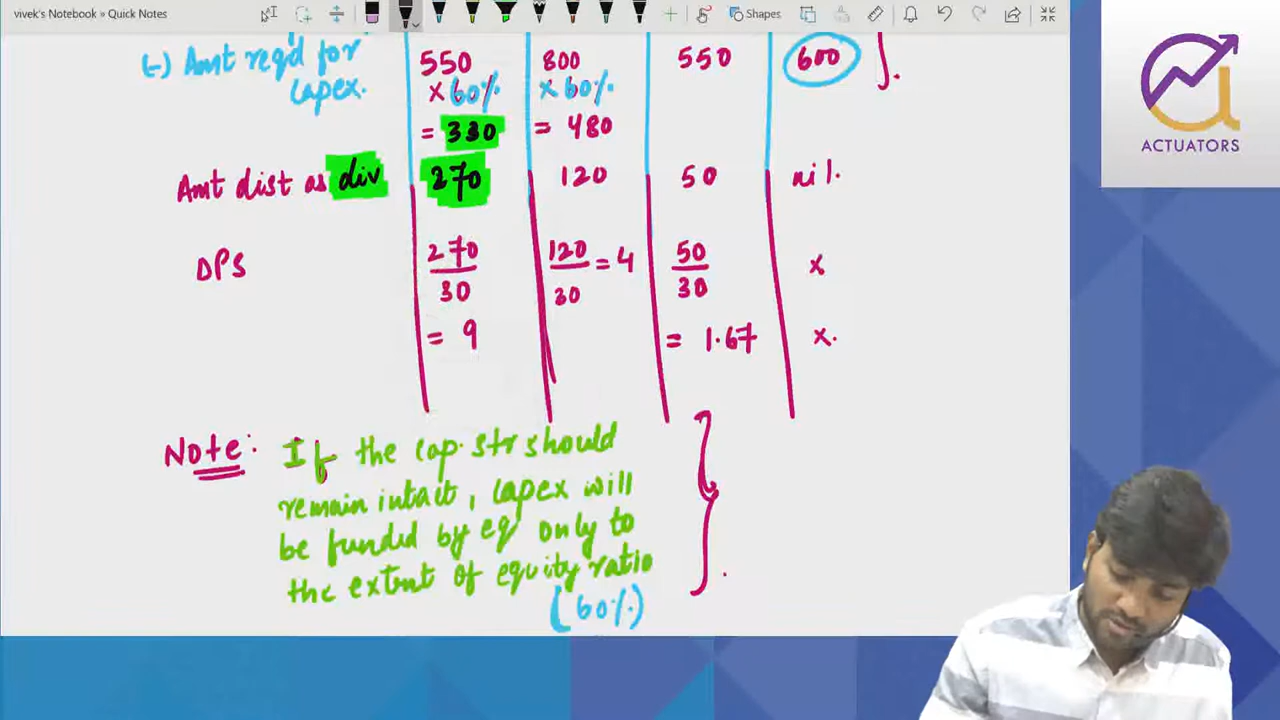 vivek's Notebook » Quick Notes
Shapes
ACTUATORS
(-) Amt req'd for 550 800 550 600
Capex. x 60% x 60%
= 330 = 480
Amt dist as div 270 120 50 nil.
DPS 270/30 120/30 = 4 50/30 x
= 9 = 1.67 x.
Note: If the cap. str should
remain intact, Capex will
be funded by eq only to
the extent of equity ratio
(60%)